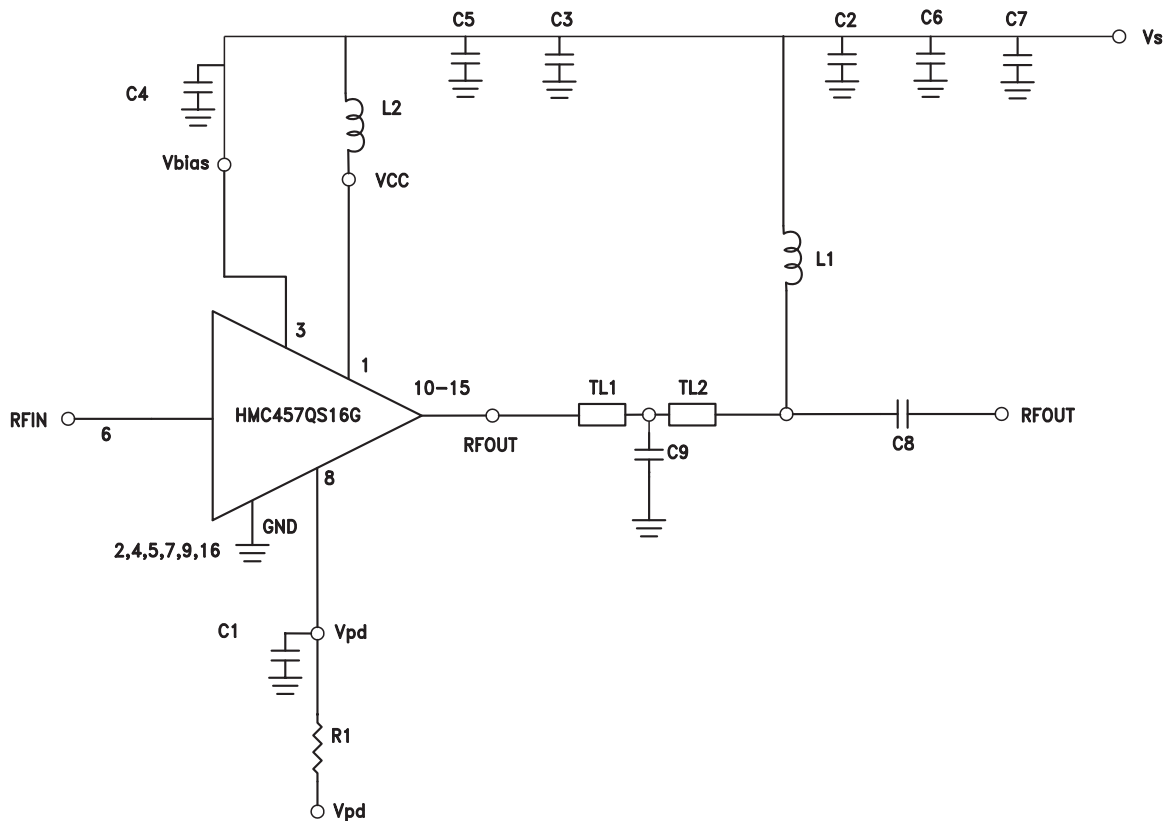 C5
C3
C2
C6
C7
Vs
C4
L2
Vbias
VCC
L1
3
1
10-15
TL1
TL2
RFIN
6
HMC457QS16G
RFOUT
C9
C8
RFOUT
8
GND
2,4,5,7,9,16
C1
Vpd
R1
Vpd